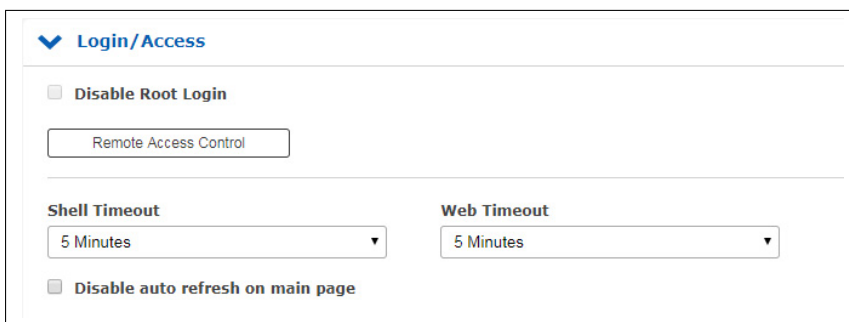 Login/Access
Disable Root Login
Remote Access Control
Shell Timeout Web Timeout
5 Minutes 5 Minutes
Disable auto refresh on main page